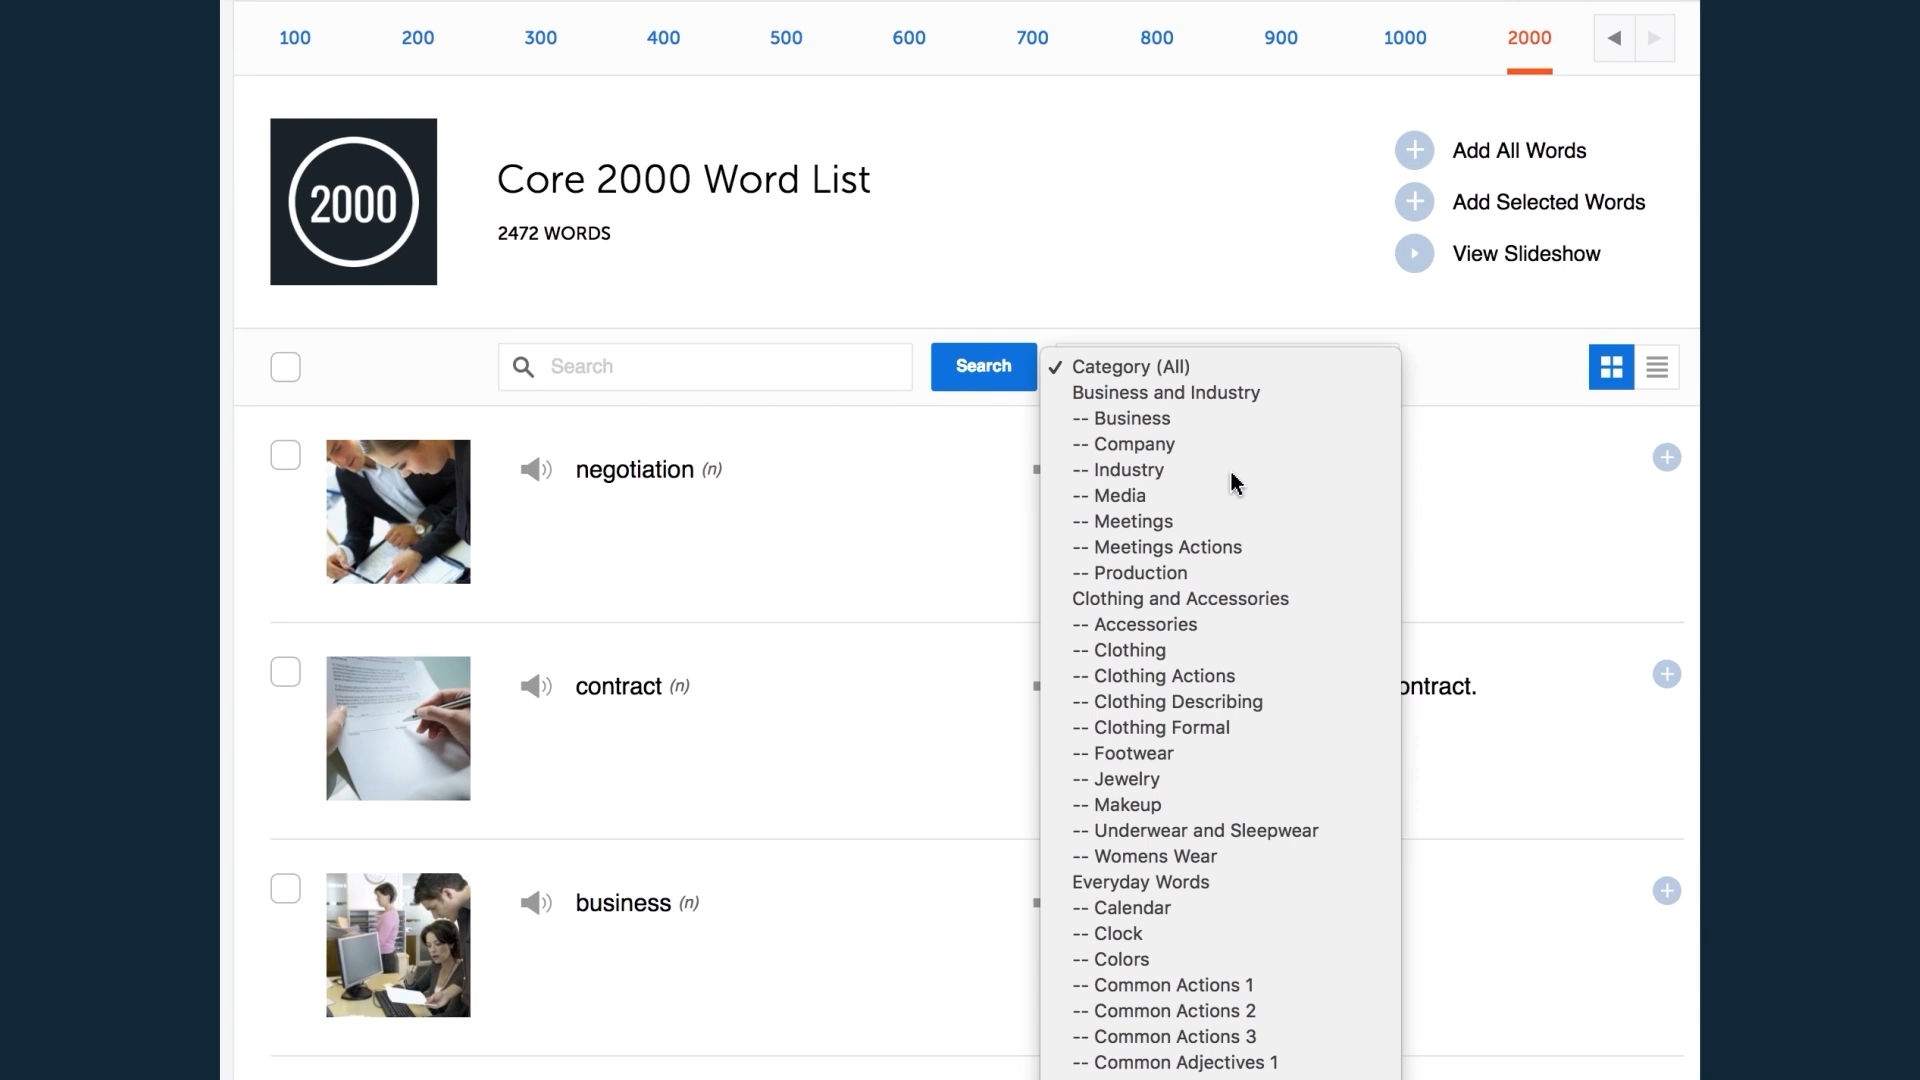 100 200 300 400 500 600 700 800 900 1000 2000
2000
Core 2000 Word List
2472 WORDS
Add All Words
Add Selected Words
View Slideshow
Search
Search
Category (All)
Business and Industry
-- Business
-- Company
-- Industry
-- Media
-- Meetings
-- Meetings Actions
-- Production
Clothing and Accessories
-- Accessories
-- Clothing
-- Clothing Actions
-- Clothing Describing
-- Clothing Formal
-- Footwear
-- Jewelry
-- Makeup
-- Underwear and Sleepwear
-- Womens Wear
Everyday Words
-- Calendar
-- Clock
-- Colors
-- Common Actions 1
-- Common Actions 2
-- Common Actions 3
-- Common Adjectives 1
negotiation (n)
contract (n)
ontract.
business (n)